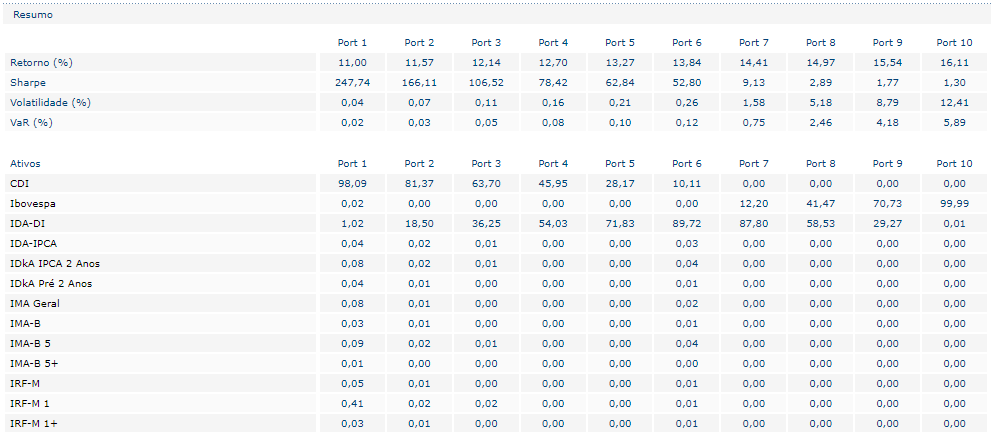 Resumo
Port 1 Port 2 Port 3 Port 4 Port 5 Port 6 Port 7 Port 8 Port 9 Port 10
Retorno (%) 11,00 11,57 12,14 12,70 13,27 13,84 14,41 14,97 15,54 16,11
Sharpe 247,74 166,11 106,52 78,42 62,84 52,80 9,13 2,89 1,77 1,30
Volatilidade (%) 0,04 0,07 0,11 0,16 0,21 0,26 1,58 5,18 8,79 12,41
VaR (%) 0,02 0,03 0,05 0,08 0,10 0,12 0,75 2,46 4,18 5,89
Ativos Port 1 Port 2 Port 3 Port 4 Port 5 Port 6 Port 7 Port 8 Port 9 Port 10
CDI 98,09 81,37 63,70 45,95 28,17 10,11 0,00 0,00 0,00 0,00
Ibovespa 0,02 0,00 0,00 0,00 0,00 0,00 12,20 41,47 70,73 99,99
IDA-DI 1,02 18,50 36,25 54,03 71,83 89,72 87,80 58,53 29,27 0,01
IDA-IPCA 0,04 0,02 0,01 0,00 0,00 0,03 0,00 0,00 0,00 0,00
IDkA IPCA 2 Anos 0,08 0,02 0,01 0,00 0,00 0,04 0,00 0,00 0,00 0,00
IDkA Pré 2 Anos 0,04 0,01 0,00 0,00 0,00 0,01 0,00 0,00 0,00 0,00
IMA Geral 0,08 0,01 0,00 0,00 0,00 0,02 0,00 0,00 0,00 0,00
IMA-B 0,03 0,01 0,00 0,00 0,00 0,01 0,00 0,00 0,00 0,00
IMA-B 5 0,09 0,02 0,01 0,00 0,00 0,04 0,00 0,00 0,00 0,00
IMA-B 5+ 0,01 0,00 0,00 0,00 0,00 0,00 0,00 0,00 0,00 0,00
IRF-M 0,05 0,01 0,00 0,00 0,00 0,01 0,00 0,00 0,00 0,00
IRF-M 1 0,41 0,02 0,02 0,00 0,00 0,01 0,00 0,00 0,00 0,00
IRF-M 1+ 0,03 0,01 0,00 0,00 0,00 0,01 0,00 0,00 0,00 0,00